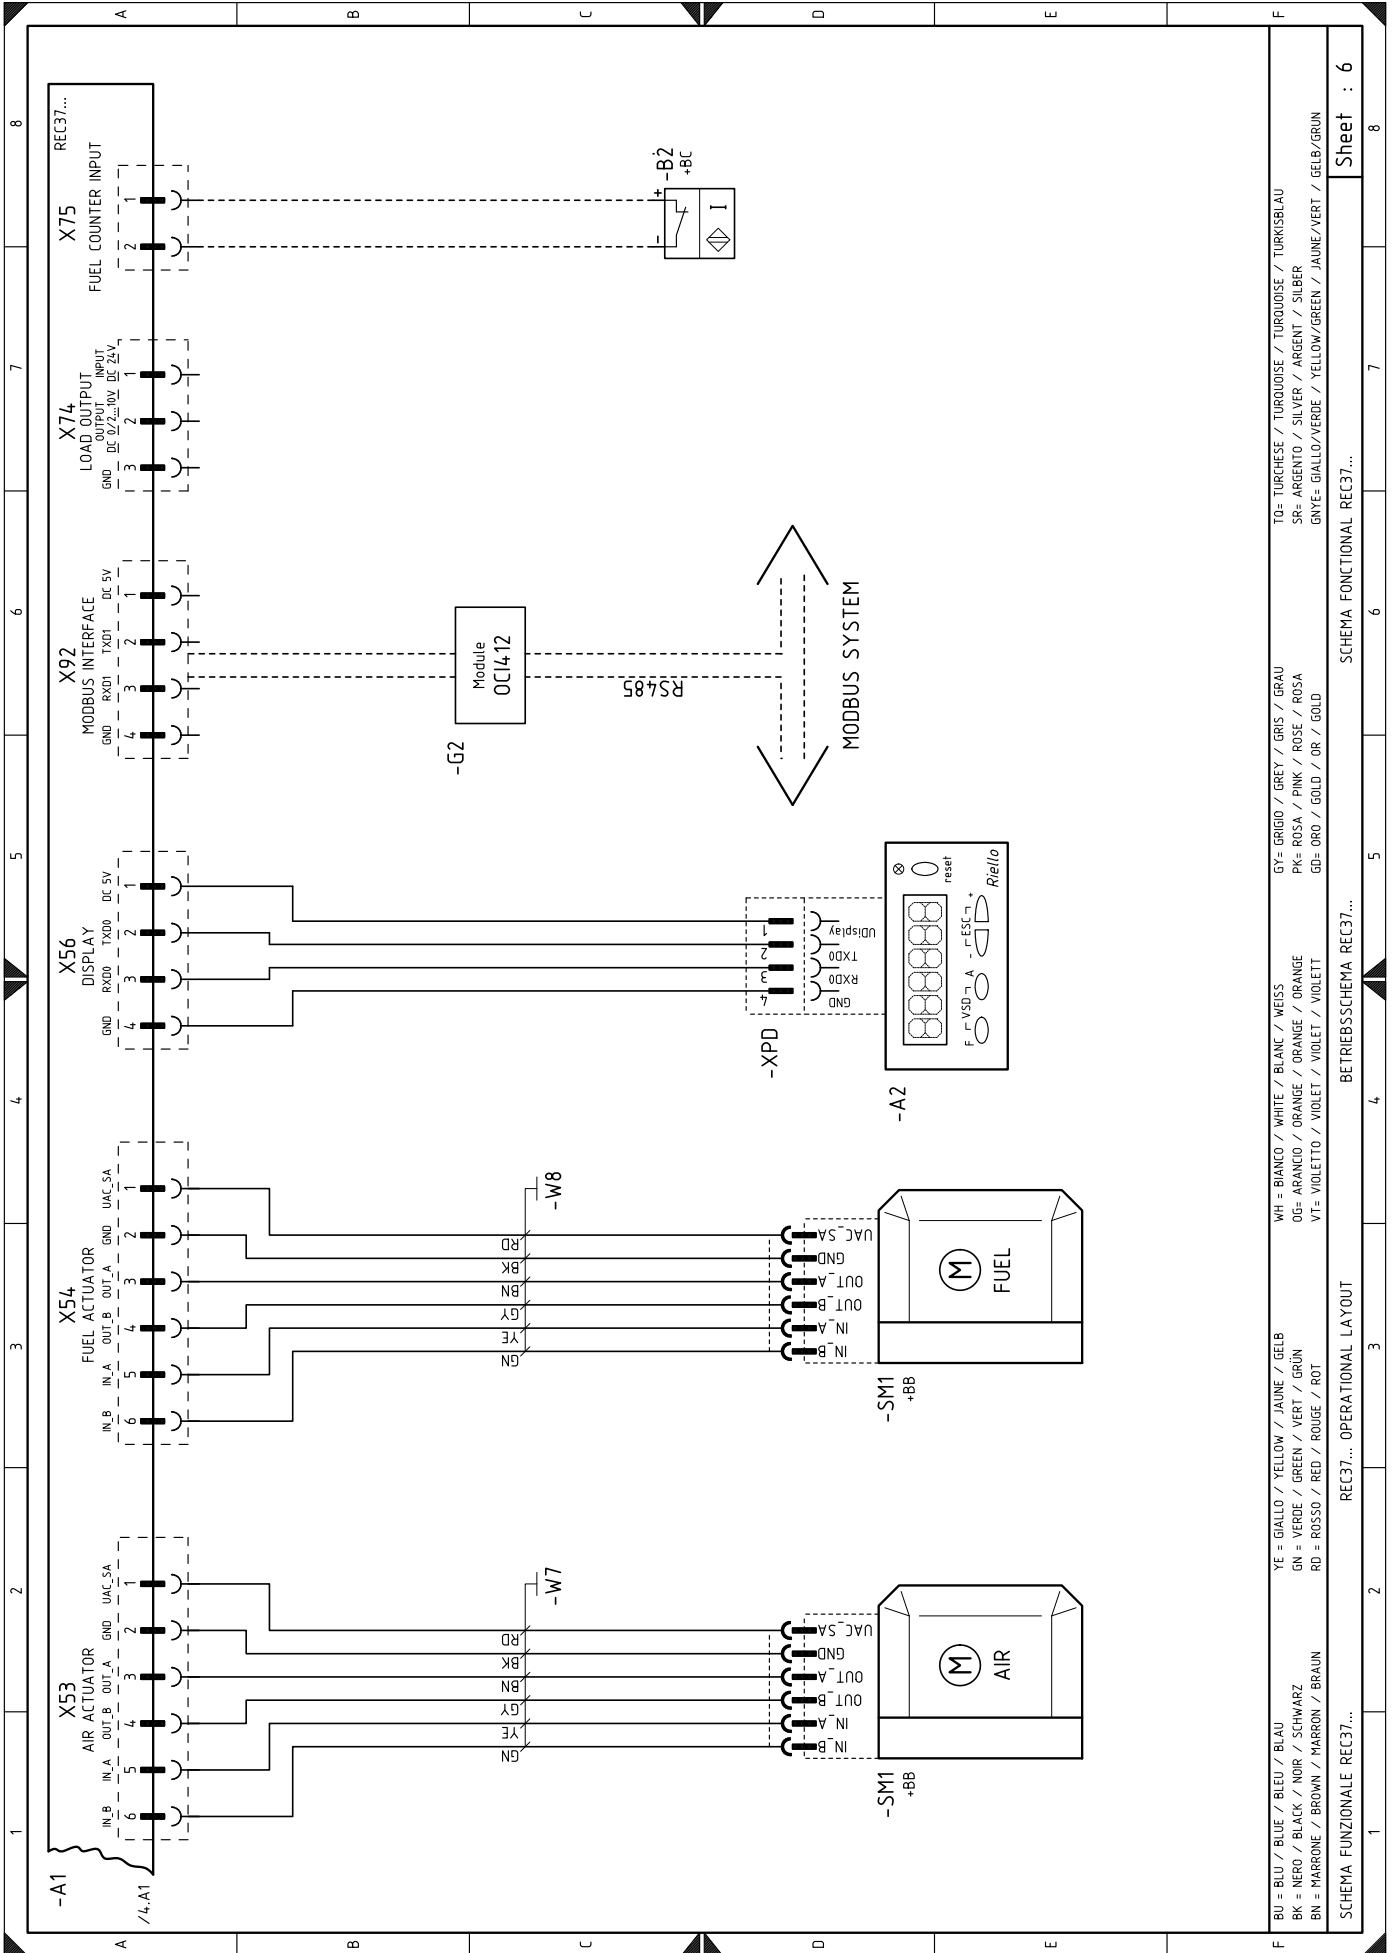 1 2 3 4 5 6 7 8
A B C D E F
-A1
/4.A1
REC37...
X53
AIR ACTUATOR
IN_B IN_A OUT_B OUT_A GND UAC_SA
6 5 4 3 2 1
X54
FUEL ACTUATOR
IN_B IN_A OUT_B OUT_A GND UAC_SA
6 5 4 3 2 1
X56
DISPLAY
GND RXD0 TXD0 DC 5V
4 3 2 1
X92
MODBUS INTERFACE
GND RXD1 TXD1 DC 5V
4 3 2 1
X74
LOAD OUTPUT
OUTPUT INPUT
GND DC 0/2...10V DC 24V
3 2 1
X75
FUEL COUNTER INPUT
2 1
GN YE GY BN BK RD
-W7
GN YE GY BN BK RD
-W8
-G2
Module
OCI412
RS485
MODBUS SYSTEM
- +
-B2
+BC
I
IN_B IN_A OUT_B OUT_A GND UAC_SA
-SM1
+BB
M
AIR
IN_B IN_A OUT_B OUT_A GND UAC_SA
-SM1
+BB
M
FUEL
-XPD
4 3 2 1
GND RXD0 TXD0 UDisplay
-A2
reset
F VSD A - ESC +
Riello
BU = BLU / BLUE / BLEU / BLAU
BK = NERO / BLACK / NOIR / SCHWARZ
BN = MARRONE / BROWN / MARRON / BRAUN
YE = GIALLO / YELLOW / JAUNE / GELB
GN = VERDE / GREEN / VERT / GRÜN
RD = ROSSO / RED / ROUGE / ROT
WH = BIANCO / WHITE / BLANC / WEISS
OG= ARANCIO / ORANGE / ORANGE / ORANGE
VT= VIOLETTO / VIOLET / VIOLET / VIOLETT
GY= GRIGIO / GREY / GRIS / GRAU
PK= ROSA / PINK / ROSE / ROSA
GD= ORO / GOLD / OR / GOLD
TQ= TURCHESE / TURQUOISE / TURQUOISE / TURKISBLAU
SR= ARGENTO / SILVER / ARGENT / SILBER
GNYE= GIALLO/VERDE / YELLOW/GREEN / JAUNE/VERT / GELB/GRUN
SCHEMA FUNZIONALE REC37... REC37... OPERATIONAL LAYOUT BETRIEBSSCHEMA REC37... SCHEMA FONCTIONAL REC37... Sheet : 6
1 2 3 4 5 6 7 8
A B C D E F